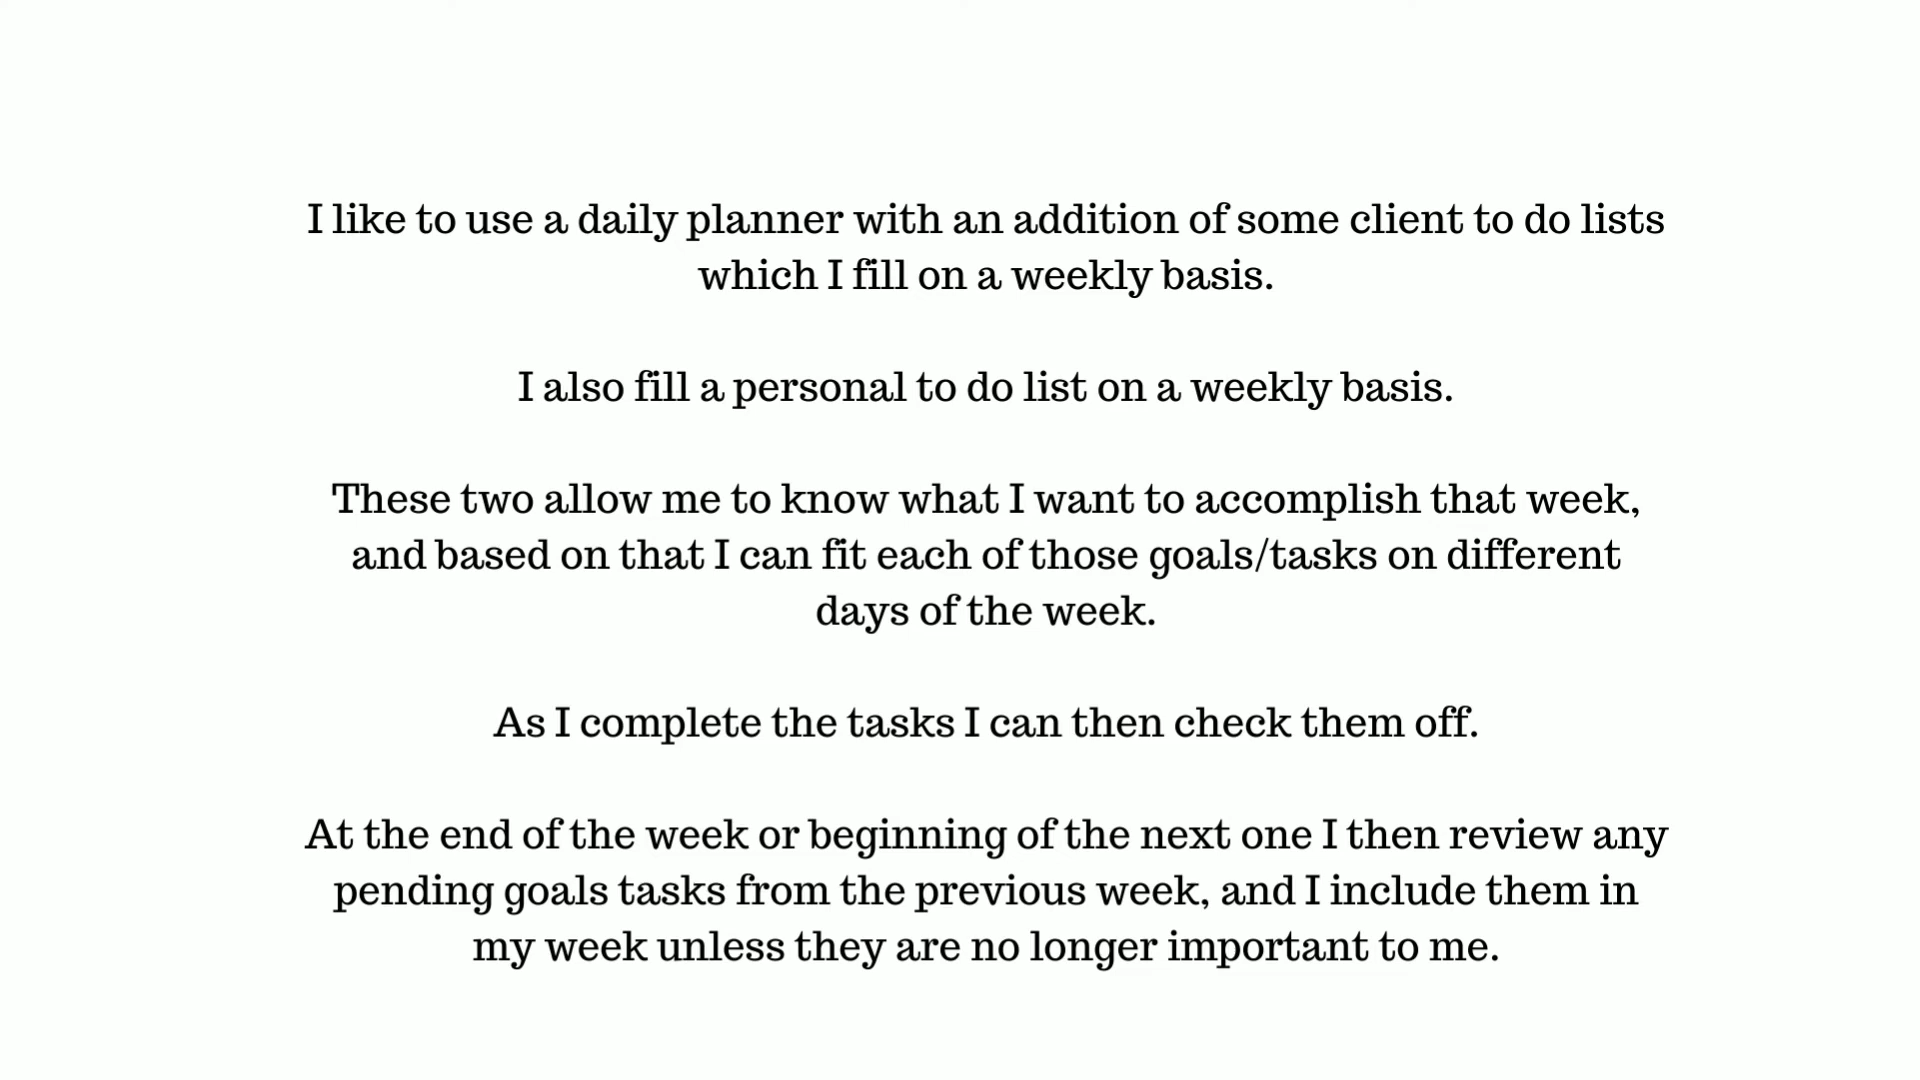 I like to use a daily planner with an addition of some client to do lists
which I fill on a weekly basis.
I also fill a personal to do list on a weekly basis.
These two allow me to know what I want to accomplish that week,
and based on that I can fit each of those goals/tasks on different
days of the week.
As I complete the tasks I can then check them off.
At the end of the week or beginning of the next one I then review any
pending goals tasks from the previous week, and I include them in
my week unless they are no longer important to me.